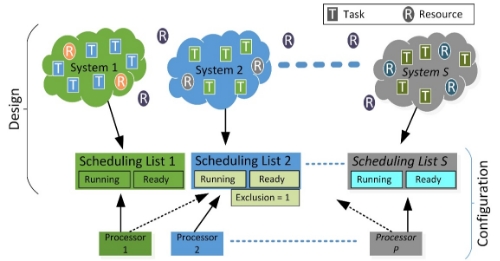 T Task R Resource
R R R R
R T T T T R T T T R
System 1
T T T R
R
System 2
R T T R
R
T T R
System S
R T T T R
R
Design
Scheduling List 1
Running Ready
Scheduling List 2
Running Ready
Exclusion = 1
Scheduling List S
Running Ready
Configuration
Processor
1
Processor
2
Processor
P